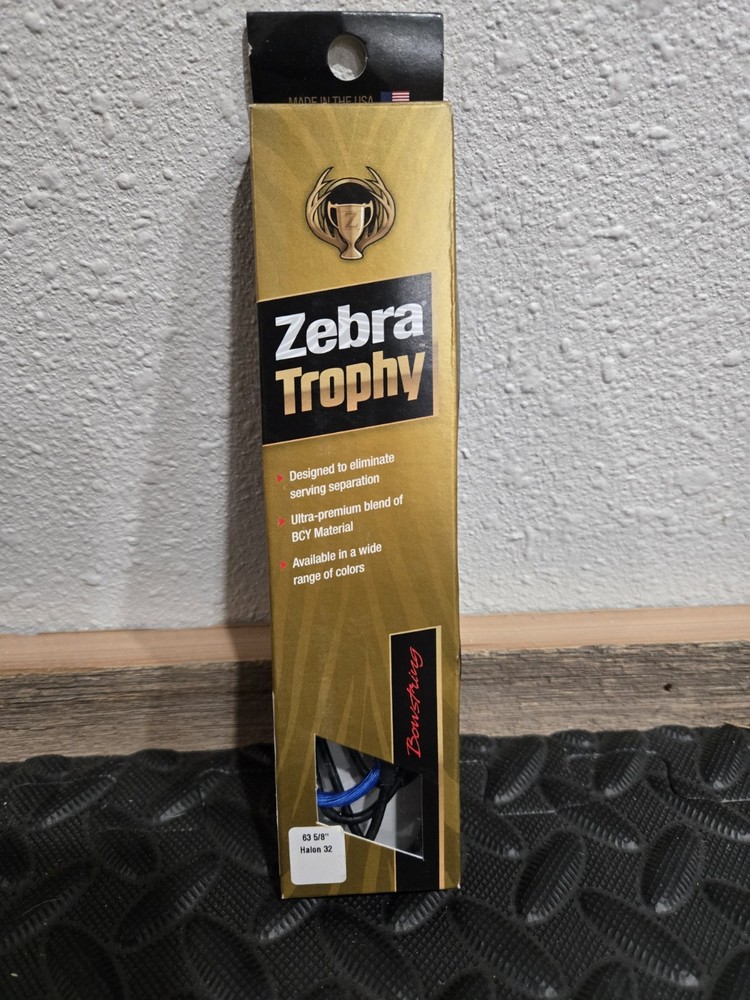 MADE IN THE USA
Z
Zebra®
Trophy™
Designed to eliminate
serving separation
Ultra-premium blend of
BCY Material
Available in a wide
range of colors
Bowstring
63 5/8"
Halon 32